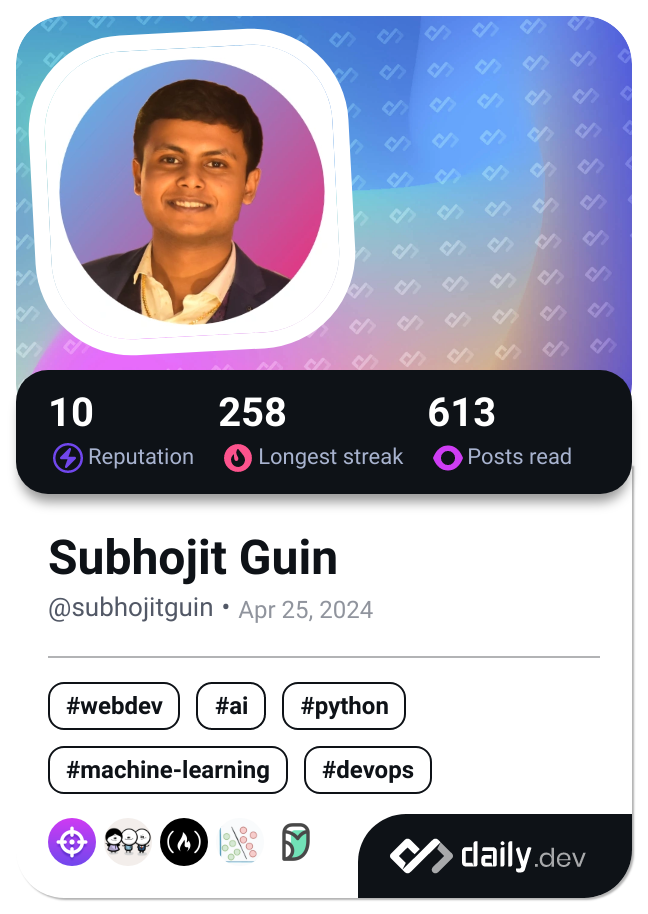 10 258 613
Reputation Longest streak Posts read
Subhojit Guin
@subhojitguin • Apr 25, 2024
#webdev #ai #python
#machine-learning #devops
daily.dev